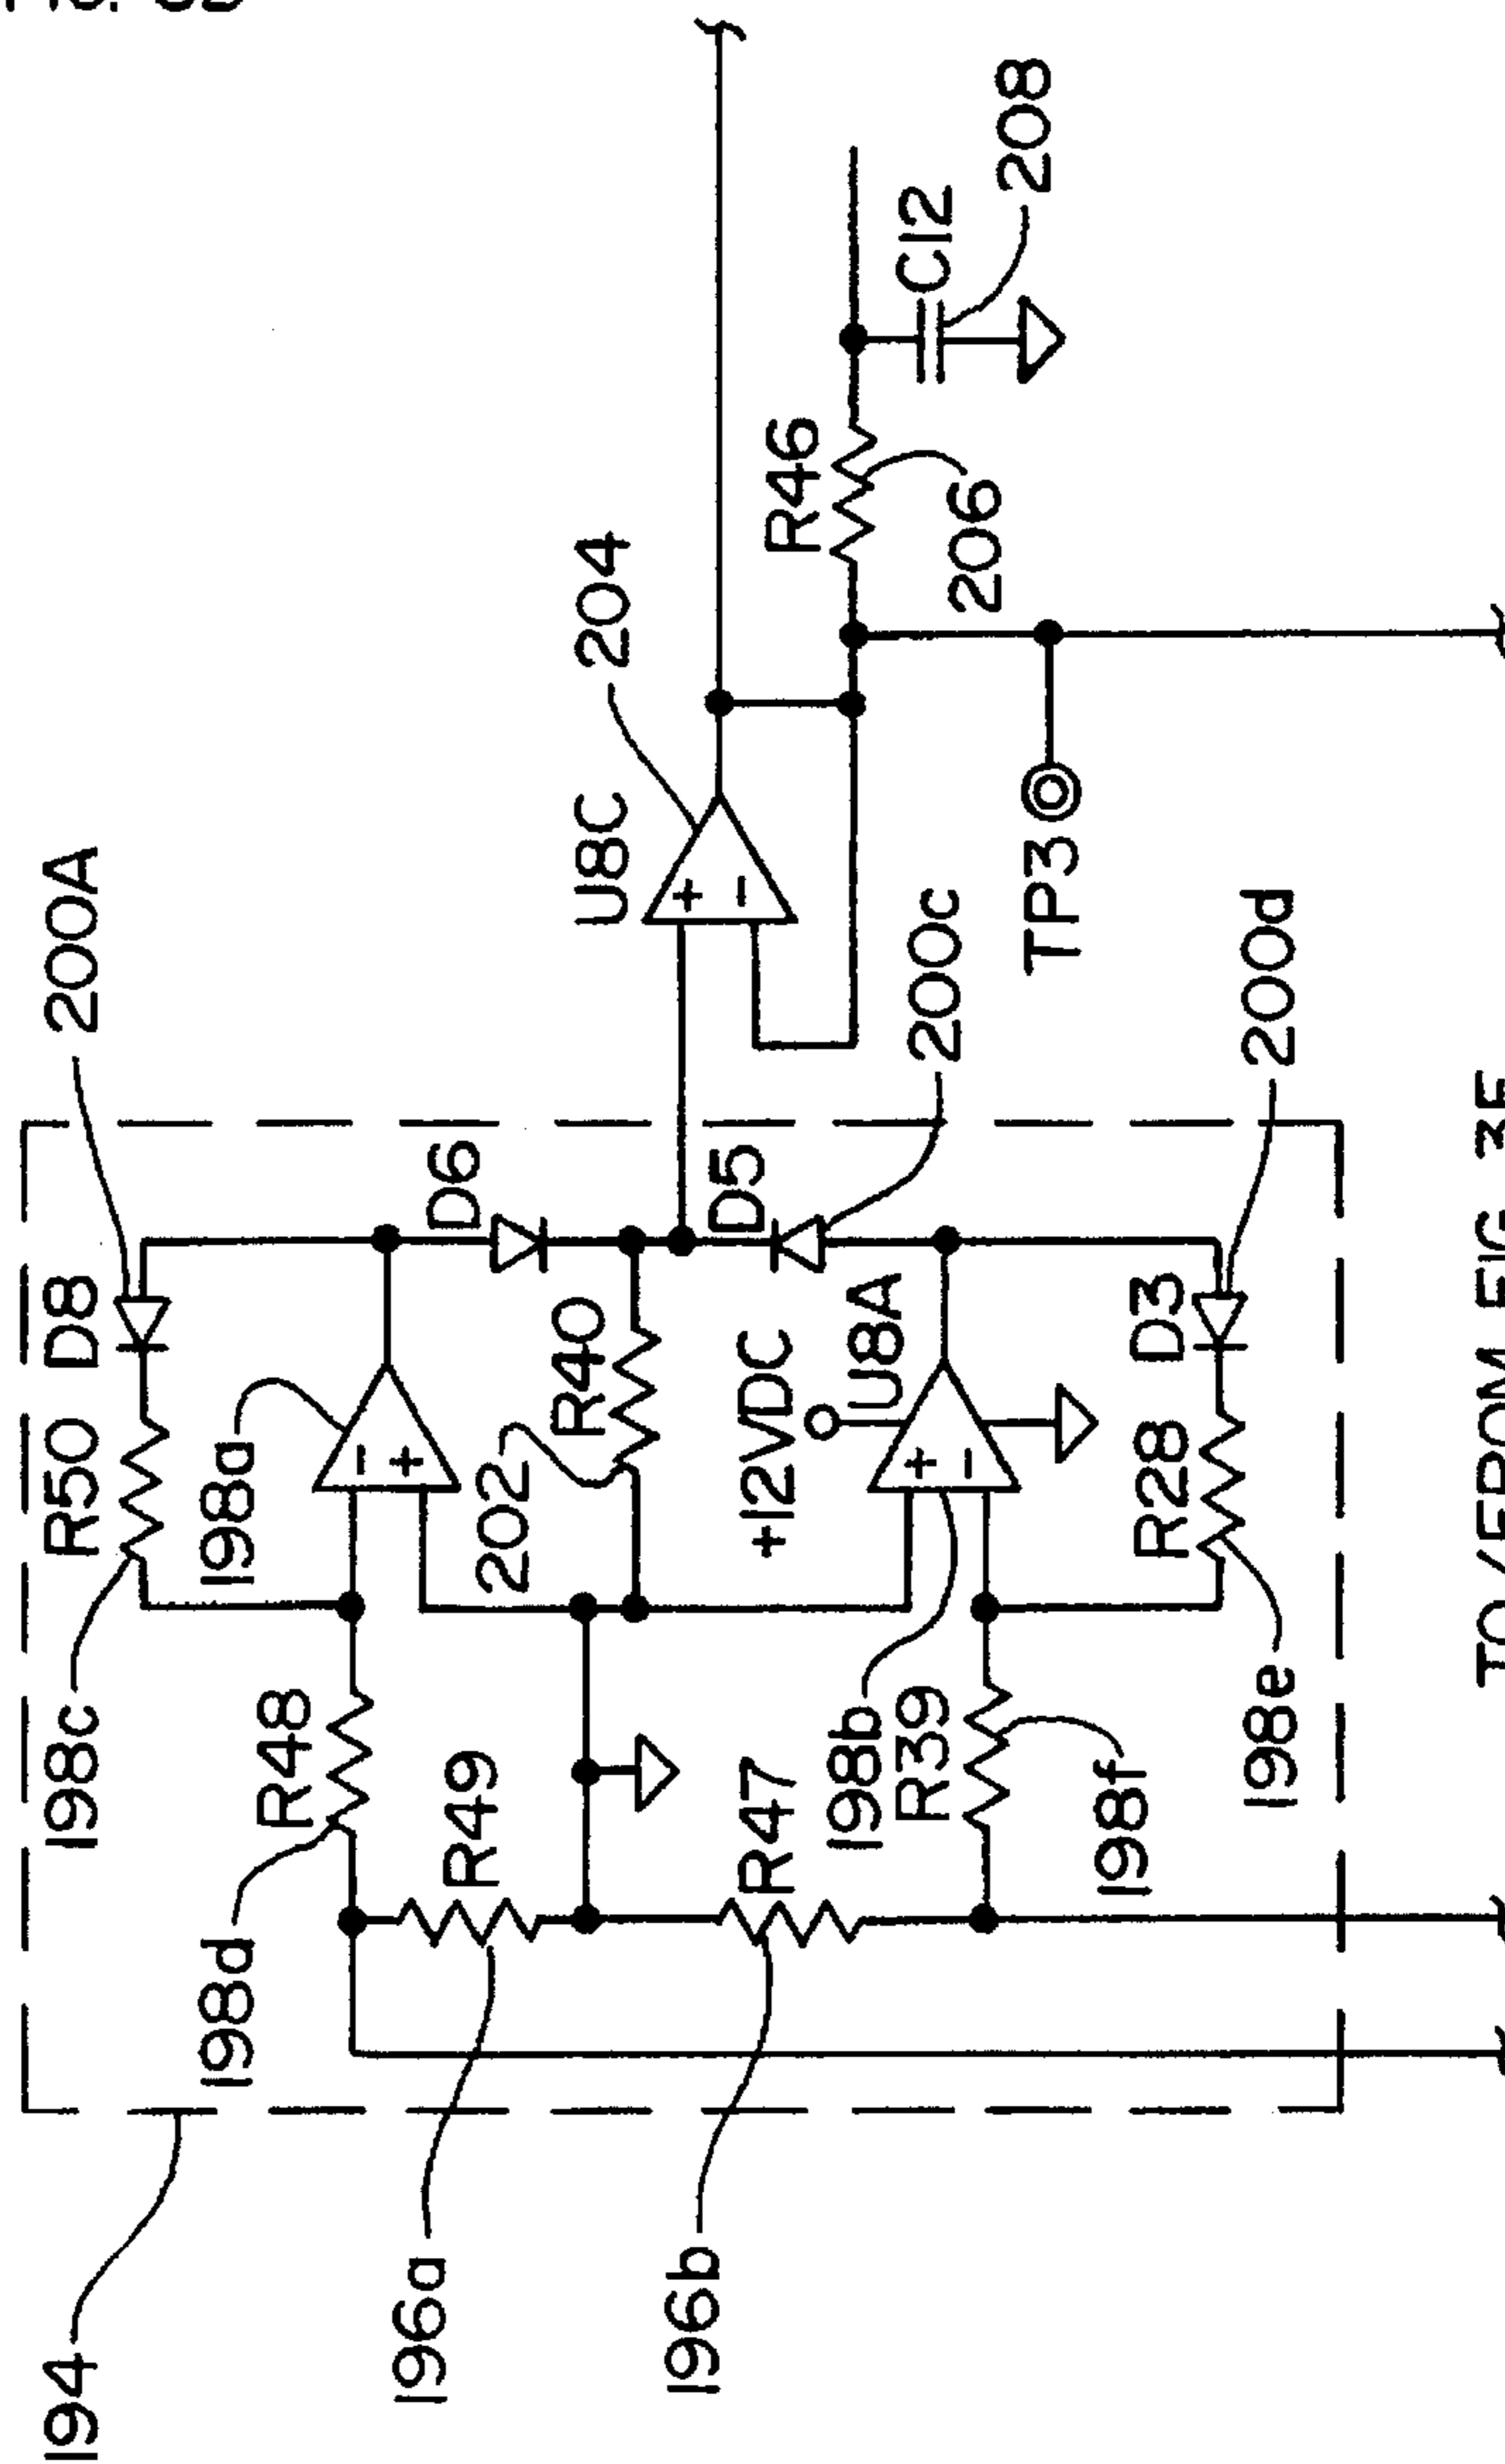 194
196a
196b
198c
198d
R50
D8
200A
R48
198a
R49
D6
202
R40
R47
+12VDC
U8A
D5
198b
R39
198f
R28
D3
198e
200c
200d
U8C
204
R46
206
C12
208
TP3